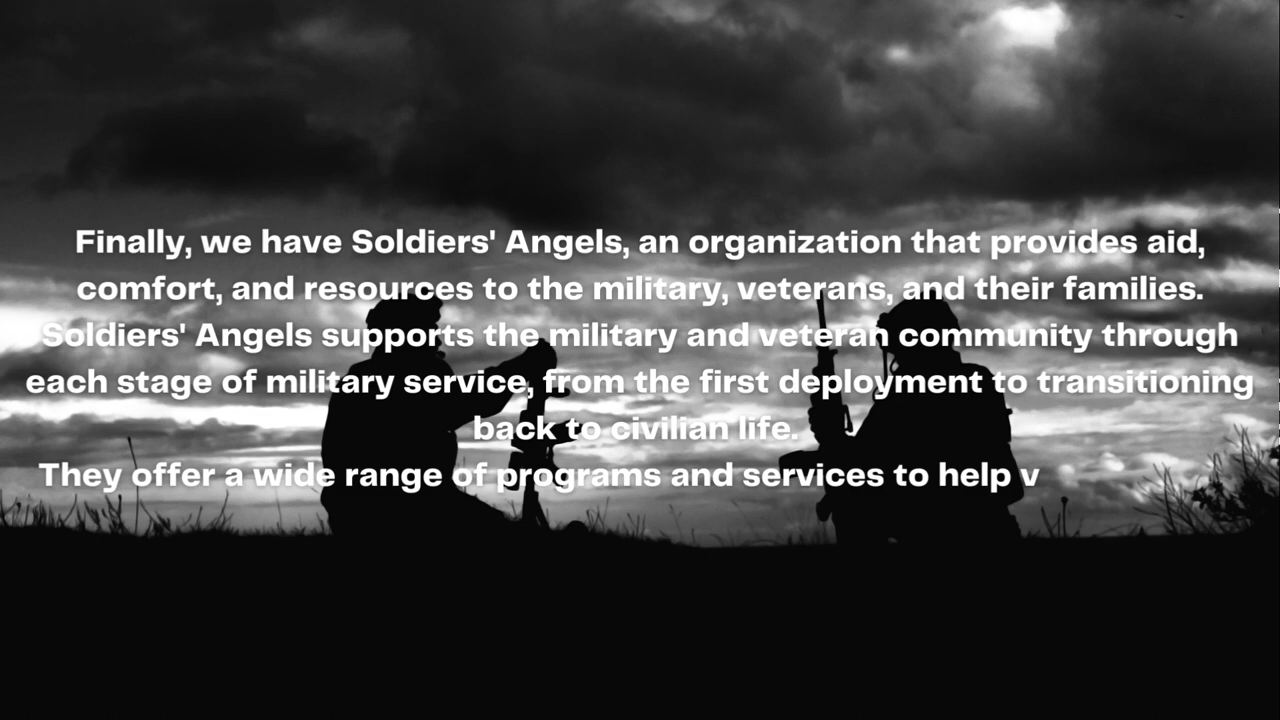 Finally, we have Soldiers' Angels, an organization that provides aid,
comfort, and resources to the military, veterans, and their families.
Soldiers' Angels supports the military and veteran community through
each stage of military service, from the first deployment to transitioning
back to civilian life.
They offer a wide range of programs and services to help v